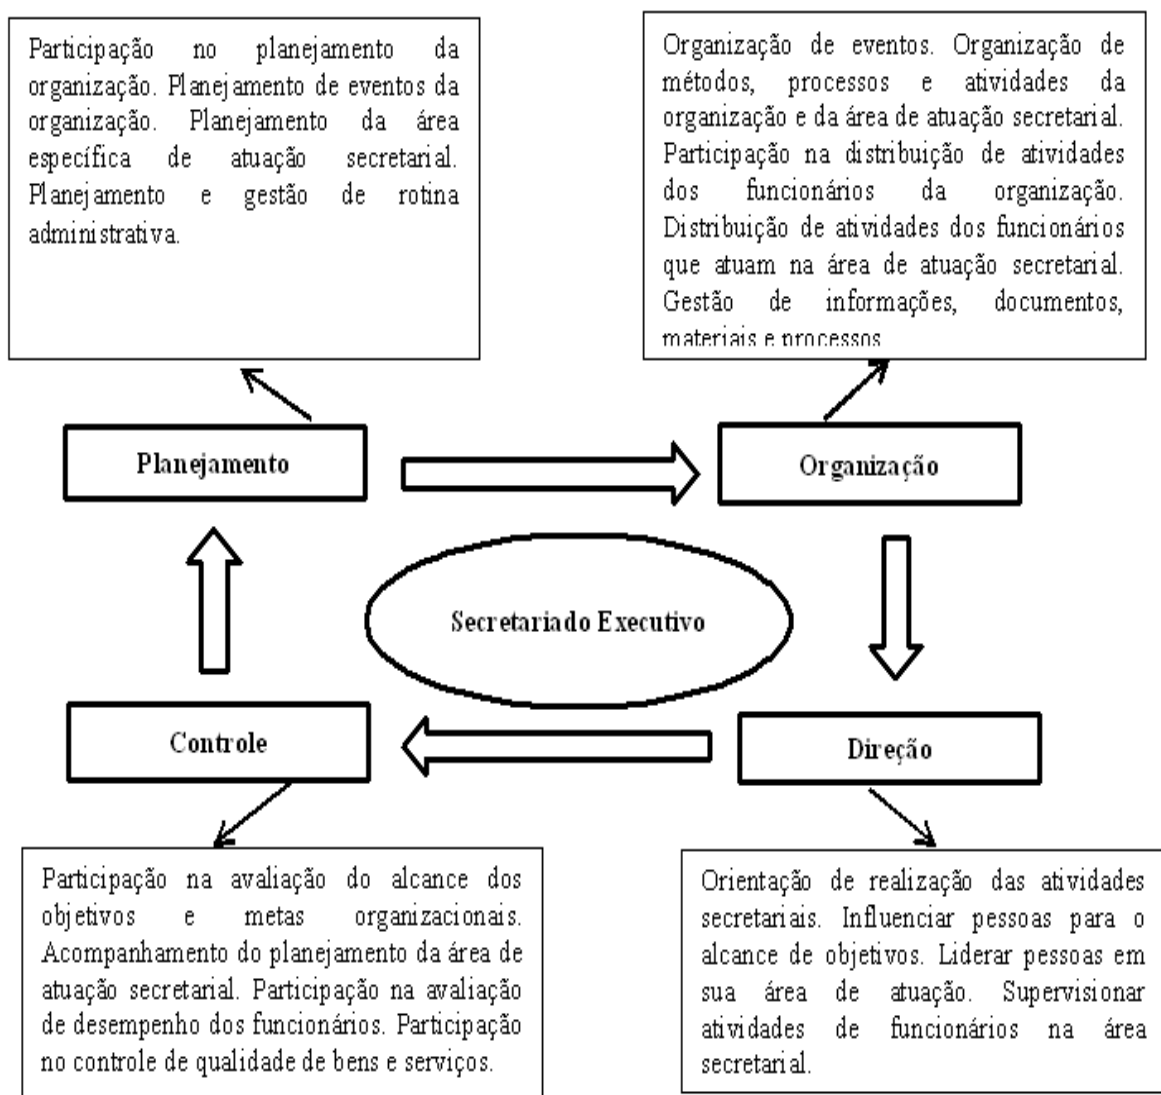 Participação no planejamento da
organização. Planejamento de eventos da
organização. Planejamento da área
específica de atuação secretarial.
Planejamento e gestão de rotina
administrativa.
Organização de eventos. Organização de
métodos, processos e atividades da
organização e da área de atuação secretarial.
Participação na distribuição de atividades
dos funcionários da organização.
Distribuição de atividades dos funcionários
que atuam na área de atuação secretarial.
Gestão de informações, documentos,
materiais e processos
Planejamento
Organização
Secretariado Executivo
Controle
Direção
Participação na avaliação do alcance dos
objetivos e metas organizacionais.
Acompanhamento do planejamento da área de
atuação secretarial. Participação na avaliação
de desempenho dos funcionários. Participação
no controle de qualidade de bens e serviços.
Orientação de realização das atividades
secretariais. Influenciar pessoas para o
alcance de objetivos. Liderar pessoas em
sua área de atuação. Supervisionar
atividades de funcionários na área
secretarial.